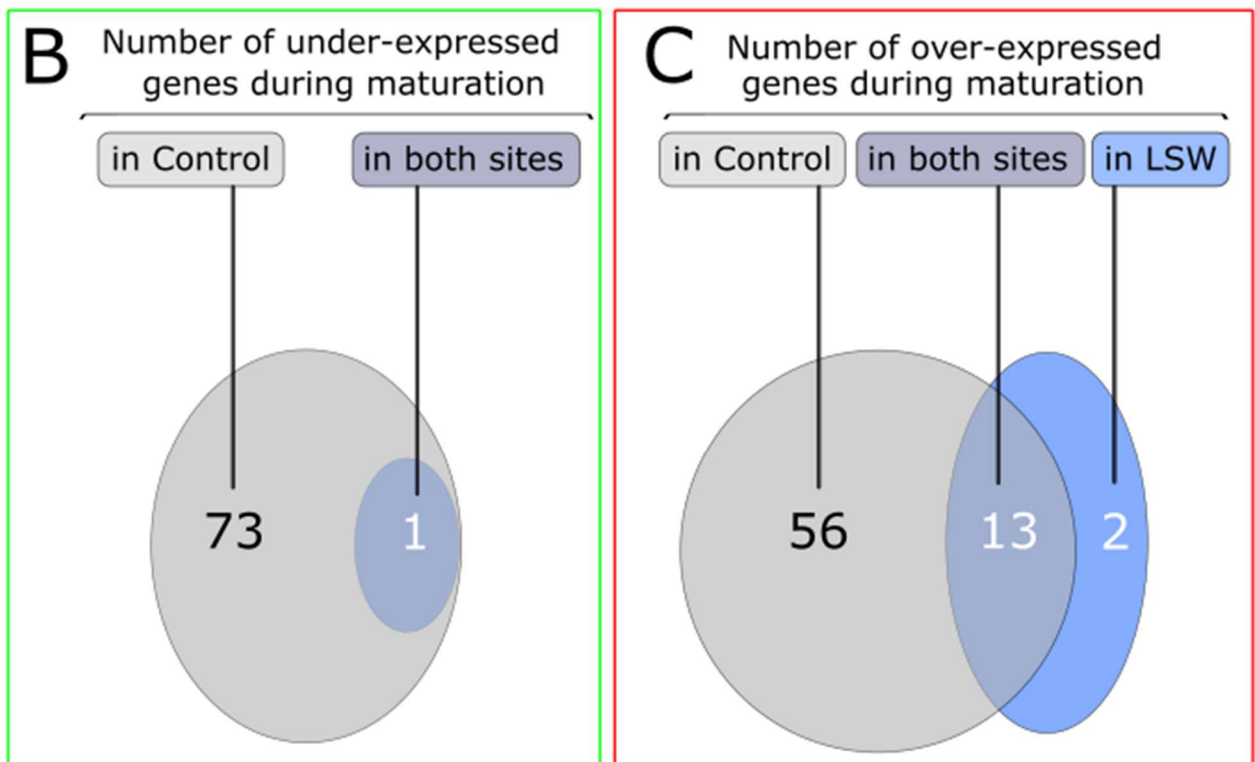 B
Number of under-expressed
genes during maturation
in Control
in both sites
73
1
C
Number of over-expressed
genes during maturation
in Control
in both sites
in LSW
56
13
2